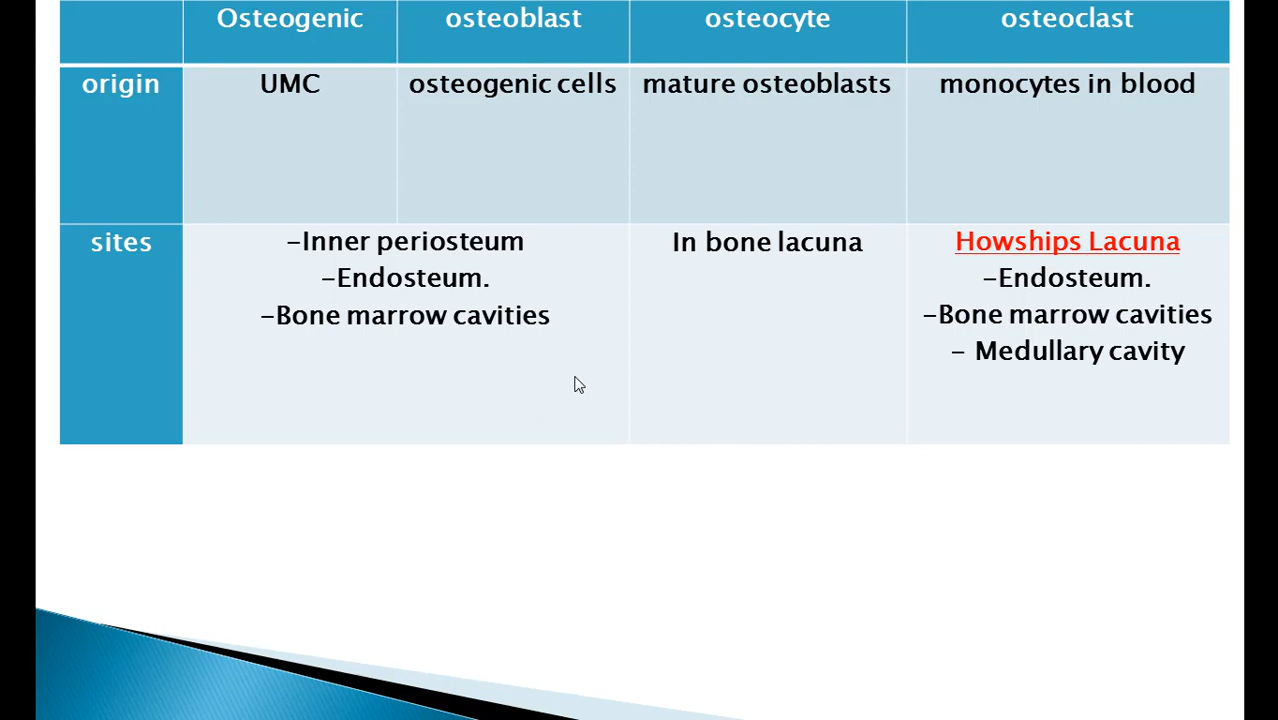 Osteogenic osteoblast osteocyte osteoclast
origin UMC osteogenic cells mature osteoblasts monocytes in blood
sites
-Inner periosteum
-Endosteum.
-Bone marrow cavities
In bone lacuna
Howships Lacuna
-Endosteum.
-Bone marrow cavities
- Medullary cavity